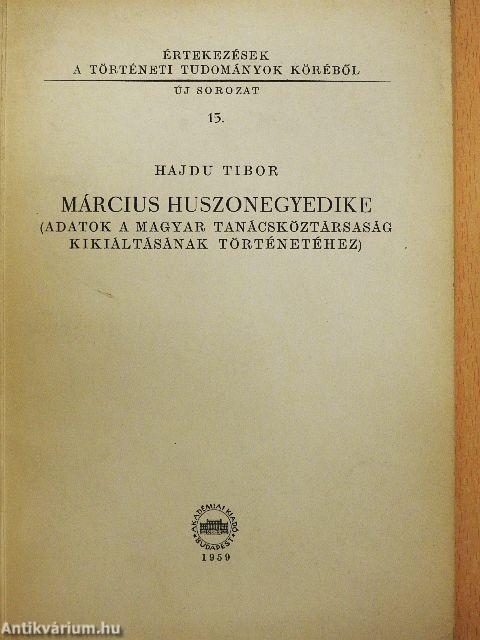 ÉRTEKEZÉSEK
A TÖRTÉNETI TUDOMÁNYOK KÖRÉBŐL
ÚJ SOROZAT
13.
HAJDU TIBOR
MÁRCIUS HUSZONEGYEDIKE
(ADATOK A MAGYAR TANÁCSKÖZTÁRSASÁG
KIKIÁLTÁSÁNAK TÖRTÉNETÉHEZ)
AKADÉMIAI KIADÓ
BUDAPEST
1959
Antikvárium.hu